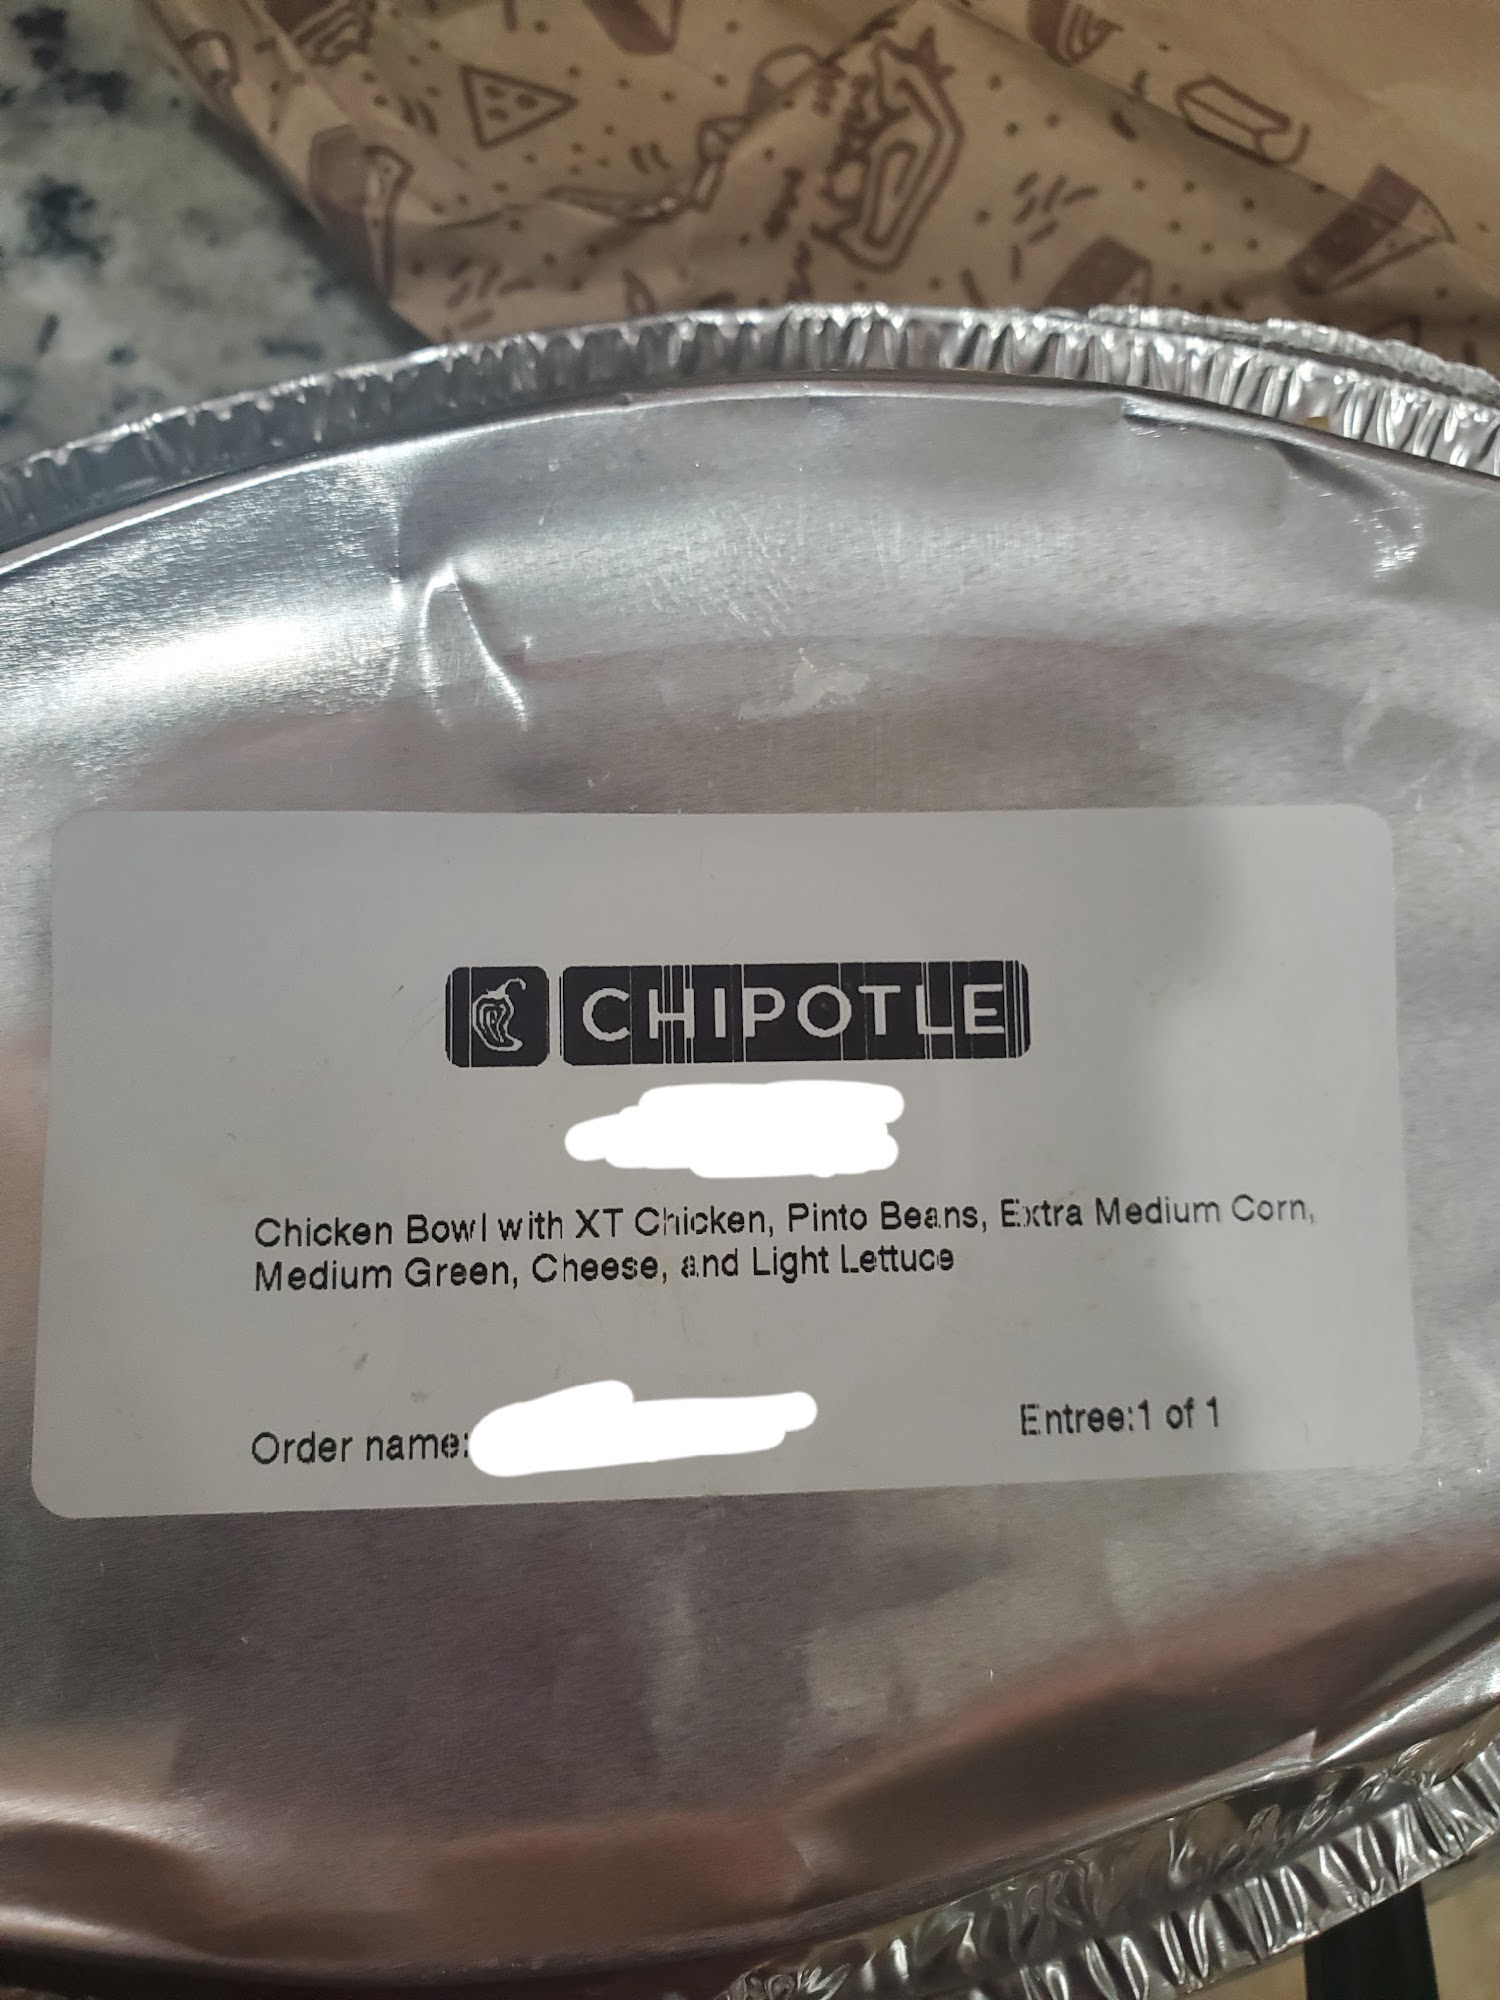 CHIPOTLE
Chicken Bowl with XT Chicken, Pinto Beans, Extra Medium Corn,
Medium Green, Cheese, and Light Lettuce
Order name:
Entree:1 of 1